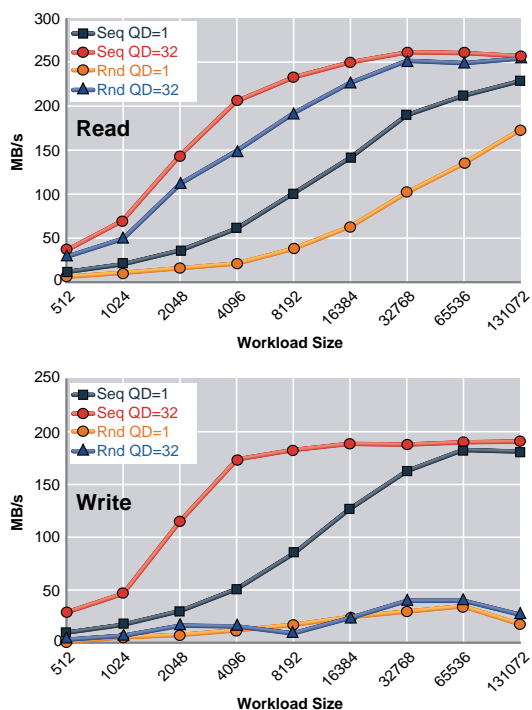 300
250
200
150
100
50
0
MB/s
Seq QD=1
Seq QD=32
Rnd QD=1
Rnd QD=32
Read
512
1024
2048
4096
8192
16384
32768
65536
131072
Workload Size
250
200
150
100
50
0
MB/s
Seq QD=1
Seq QD=32
Rnd QD=1
Rnd QD=32
Write
512
1024
2048
4096
8192
16384
32768
65536
131072
Workload Size